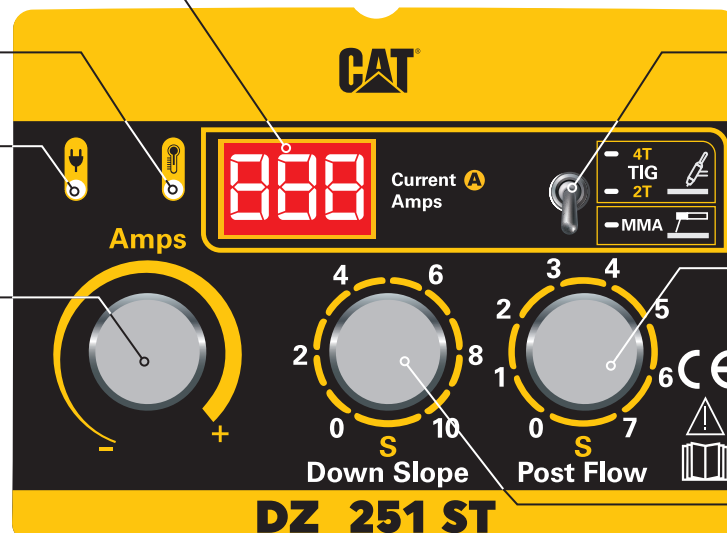 CAT®
888
Current A
Amps
4T
TIG
2T
MMA
Amps
- +
0 2 4 6 8 10
S
Down Slope
0 1 2 3 4 5 6 7
S
Post Flow
CE
DZ 251 ST